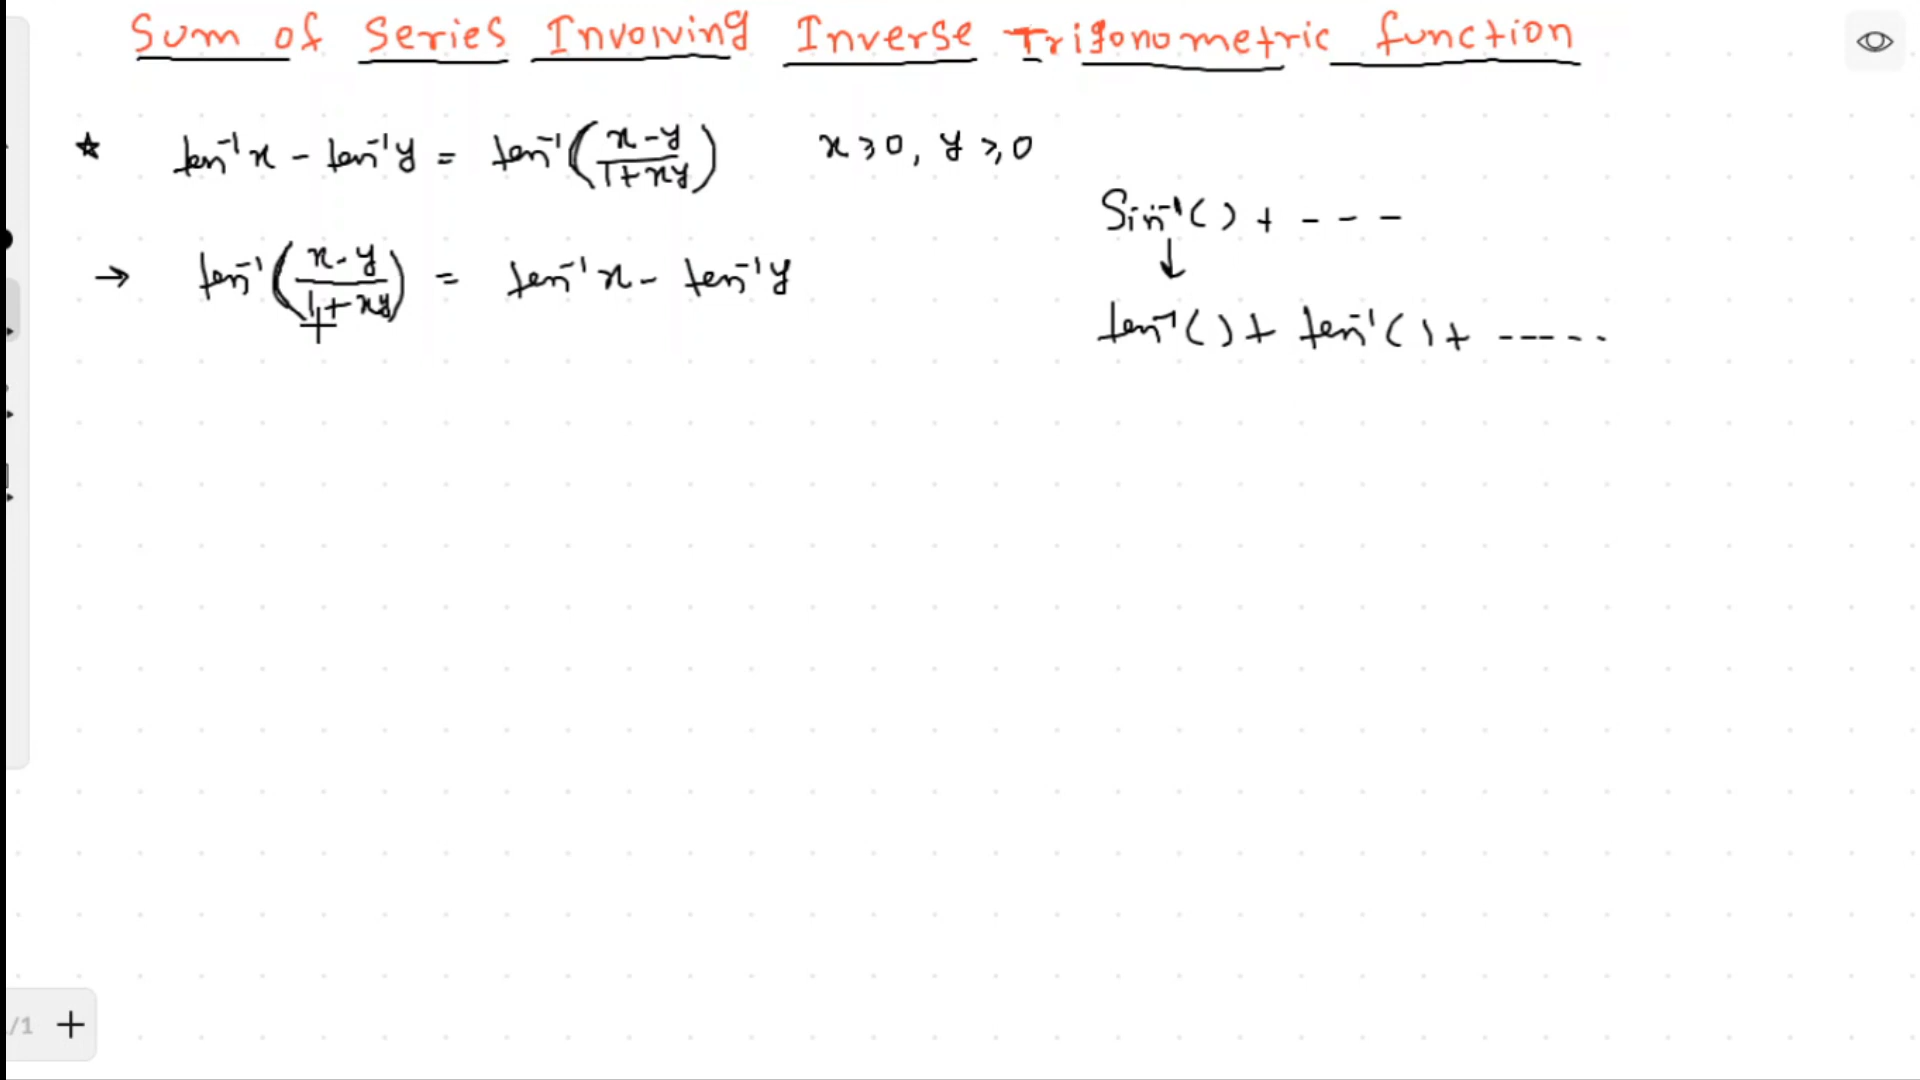 Sum of Series Involving Inverse Trigonometric function
☆ tan⁻¹x - tan⁻¹y = tan⁻¹((x-y)/(1+xy)) x ≥ 0, y ≥ 0
Sin⁻¹( ) + - - -
↓
→ tan⁻¹((x-y)/(1+xy)) = tan⁻¹x - tan⁻¹y
tan⁻¹( ) + tan⁻¹( ) + -----
/1 +